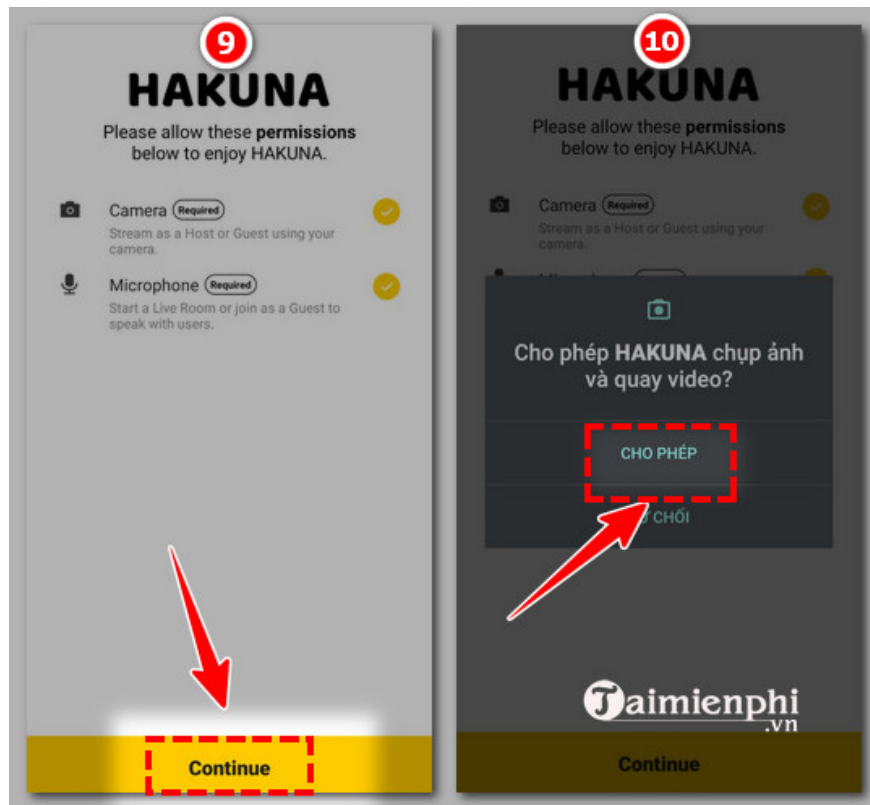 9
HAKUNA
Please allow these permissions
below to enjoy HAKUNA.
Camera Required
Stream as a Host or Guest using your
camera.
Microphone Required
Start a Live Room or join as a Guest to
speak with users.
Continue
10
HAKUNA
Please allow these permissions
below to enjoy HAKUNA.
Camera Required
Stream as a Host or Guest using your
camera.
Cho phép HAKUNA chụp ảnh
và quay video?
CHO PHÉP
CHỐI
Taimienphi
.vn
Continue